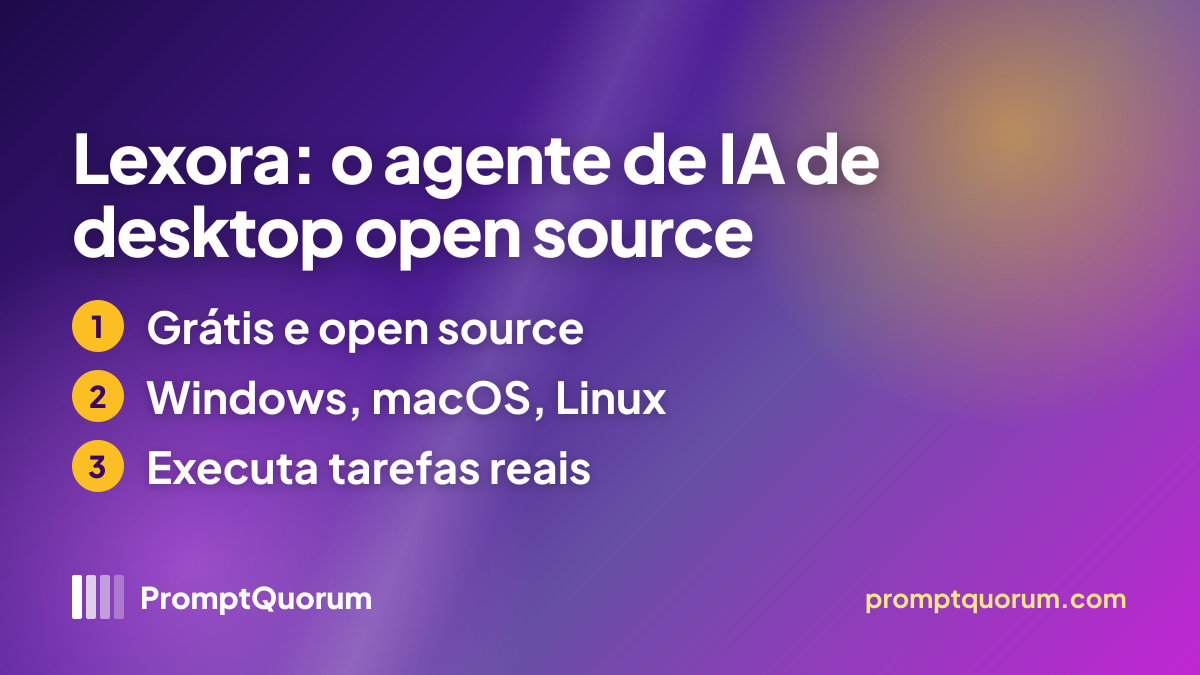 Lexora: o agente de IA de
desktop open source
1 Grátis e open source
2 Windows, macOS, Linux
3 Executa tarefas reais
PromptQuorum
promptquorum.com